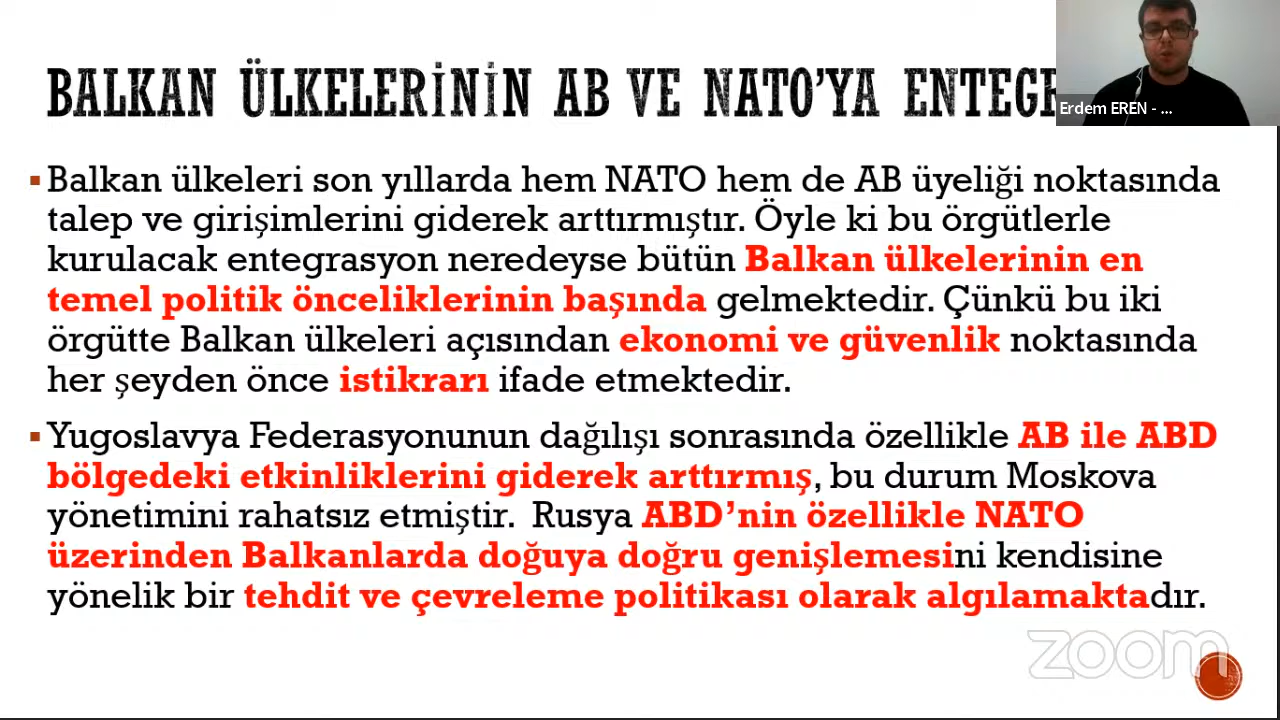 BALKAN ÜLKELERİNİN AB VE NATO'YA ENTEGR
Erdem EREN - ...
Balkan ülkeleri son yıllarda hem NATO hem de AB üyeliği noktasında
talep ve girişimlerini giderek arttırmıştır. Öyle ki bu örgütlerle
kurulacak entegrasyon neredeyse bütün Balkan ülkelerinin en
temel politik önceliklerinin başında gelmektedir. Çünkü bu iki
örgütte Balkan ülkeleri açısından ekonomi ve güvenlik noktasında
her şeyden önce istikrarı ifade etmektedir.
Yugoslavya Federasyonunun dağılışı sonrasında özellikle AB ile ABD
bölgedeki etkinliklerini giderek arttırmış, bu durum Moskova
yönetimini rahatsız etmiştir. Rusya ABD'nin özellikle NATO
üzerinden Balkanlarda doğuya doğru genişlemesini kendisine
yönelik bir tehdit ve çevreleme politikası olarak algılamaktadır.
zoom